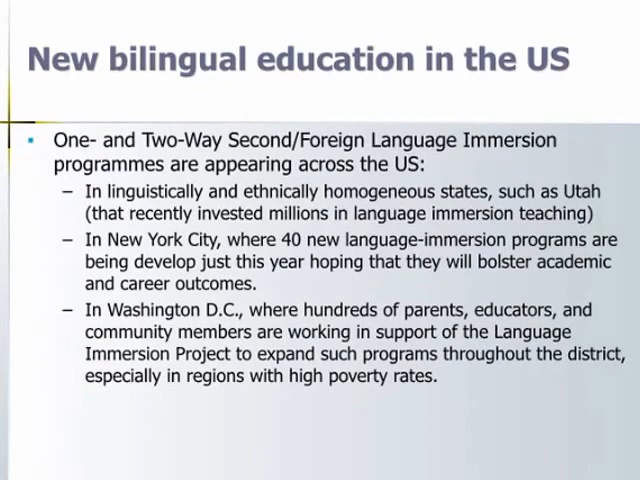 New bilingual education in the US
▪ One- and Two-Way Second/Foreign Language Immersion
programmes are appearing across the US:
– In linguistically and ethnically homogeneous states, such as Utah
(that recently invested millions in language immersion teaching)
– In New York City, where 40 new language-immersion programs are
being develop just this year hoping that they will bolster academic
and career outcomes.
– In Washington D.C., where hundreds of parents, educators, and
community members are working in support of the Language
Immersion Project to expand such programs throughout the district,
especially in regions with high poverty rates.